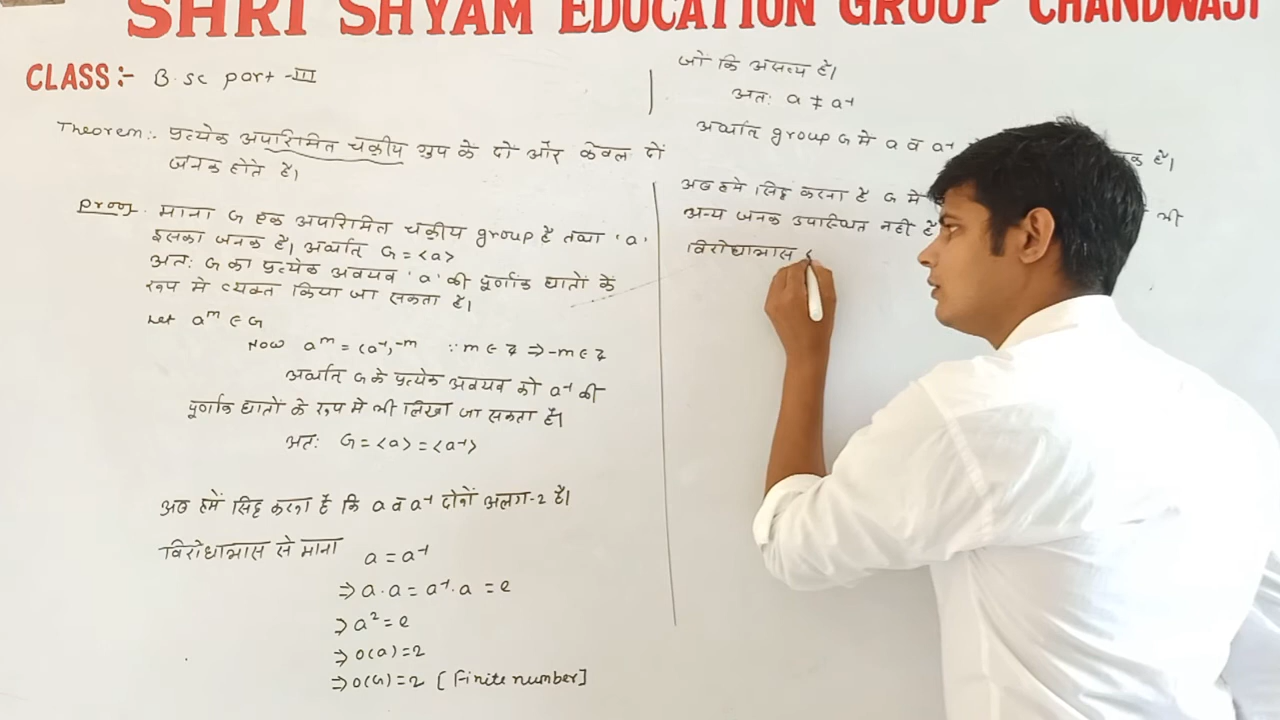 SHRI SHYAM EDUCATION GROUP CHANDWAJI
CLASS:- B.sc part-III
Theorem:. प्रत्येक अपरिमित चक्रीय ग्रुप के दो और केवल दो
जनक होते है।
proof. माना G एक अपरिमित चक्रीय group है तथा 'a'
इसका जनक है। अर्थात G = <a>
अतः G का प्रत्येक अवयव 'a' की पूर्णांक घातों के
रूप मे व्यक्त किया जा सकता है।
Let a^m ∈ G
Now a^m = (a⁻¹)^-m ∵ m ∈ Z ⇒ -m ∈ Z
अर्थात G के प्रत्येक अवयव को a⁻¹ की
पूर्णांक घातों के रूप मे भी लिखा जा सकता है।
अतः G = <a> = <a⁻¹>
अब हमें सिद्ध करना है कि a व a⁻¹ दोनों अलग-2 है।
विरोधाभास से माना a = a⁻¹
⇒ a·a = a⁻¹·a = e
⇒ a² = e
⇒ o(a) = 2
⇒ o(G) = 2 [Finite number]
जो कि असत्य है।
अतः a ≠ a⁻¹
अर्थात group G मे a व a⁻¹ है।
अब हमे सिद्ध करना है G में भी
अन्य जनक उपस्थित नही है
विरोधाभास